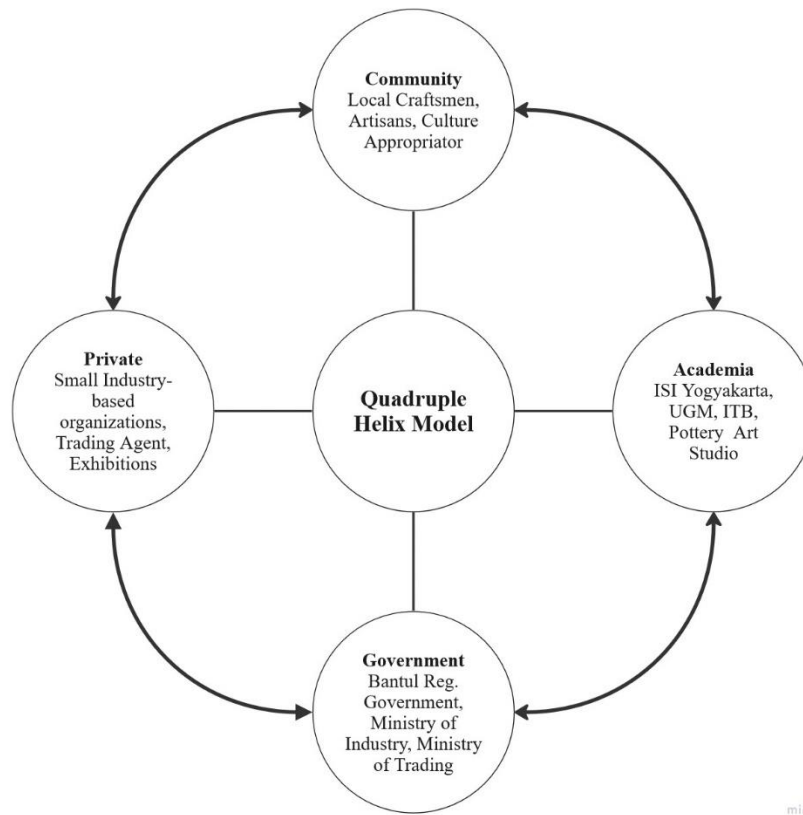 Community
Local Craftsmen,
Artisans, Culture
Appropriator
Private
Small Industry-
based
organizations,
Trading Agent,
Exhibitions
Quadruple
Helix Model
Academia
ISI Yogyakarta,
UGM, ITB,
Pottery Art
Studio
Government
Bantul Reg.
Government,
Ministry of
Industry, Ministry
of Trading